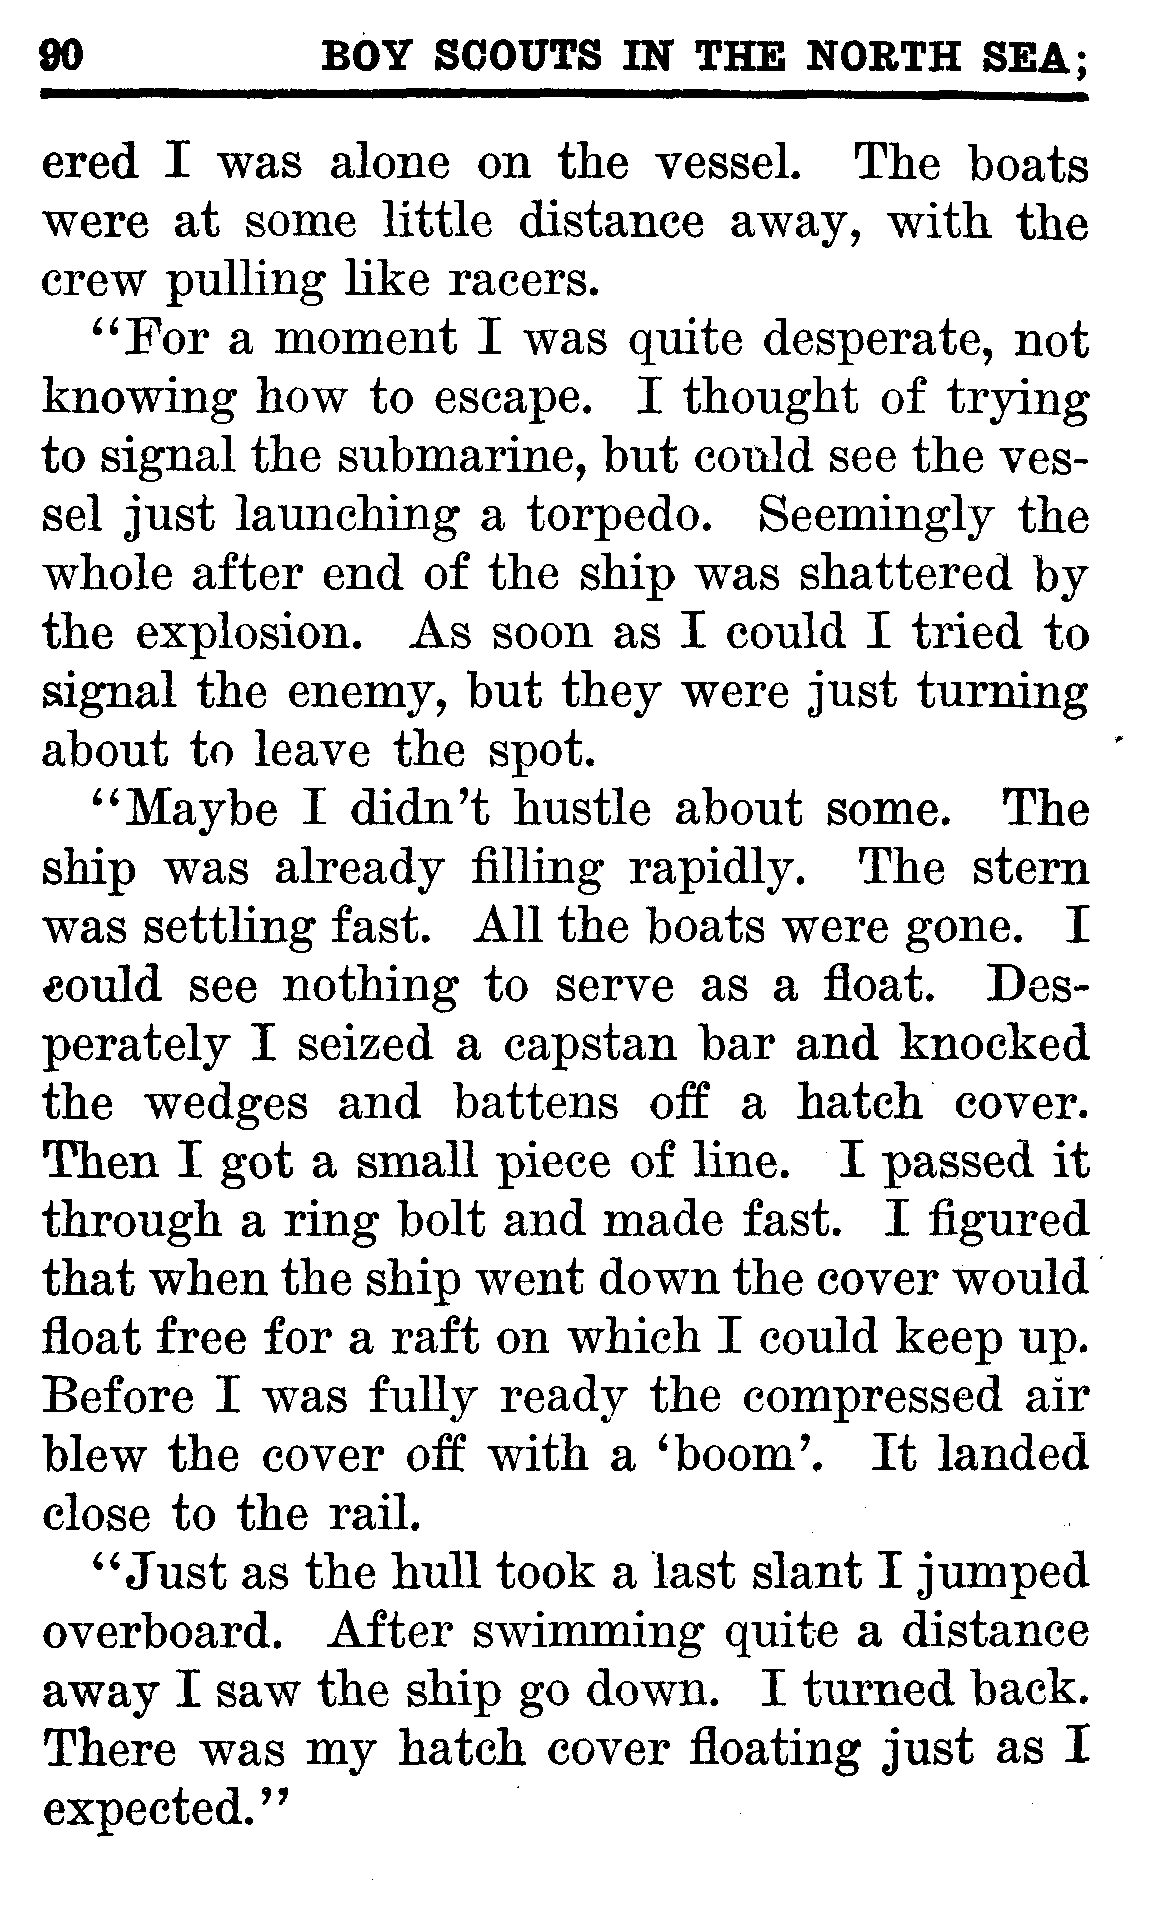 90 BOY SCOUTS IN THE NORTH SEA;
ered I was alone on the vessel. The boats
were at some little distance away, with the
crew pulling like racers.
“For a moment I was quite desperate, not
knowing how to escape. I thought of trying
to signal the submarine, but could see the ves-
sel just launching a torpedo. Seemingly the
whole after end of the ship was shattered by
the explosion. As soon as I could I tried to
signal the enemy, but they were just turning
about to leave the spot.
“Maybe I didn’t hustle about some. The
ship was already filling rapidly. The stern
was settling fast. All the boats were gone. I
could see nothing to serve as a float. Des-
perately I seized a capstan bar and knocked
the wedges and battens off a hatch cover.
Then I got a small piece of line. I passed it
through a ring bolt and made fast. I figured
that when the ship went down the cover would
float free for a raft on which I could keep up.
Before I was fully ready the compressed air
blew the cover off with a ‘boom’. It landed
close to the rail.
“Just as the hull took a last slant I jumped
overboard. After swimming quite a distance
away I saw the ship go down. I turned back.
There was my hatch cover floating just as I
expected.”